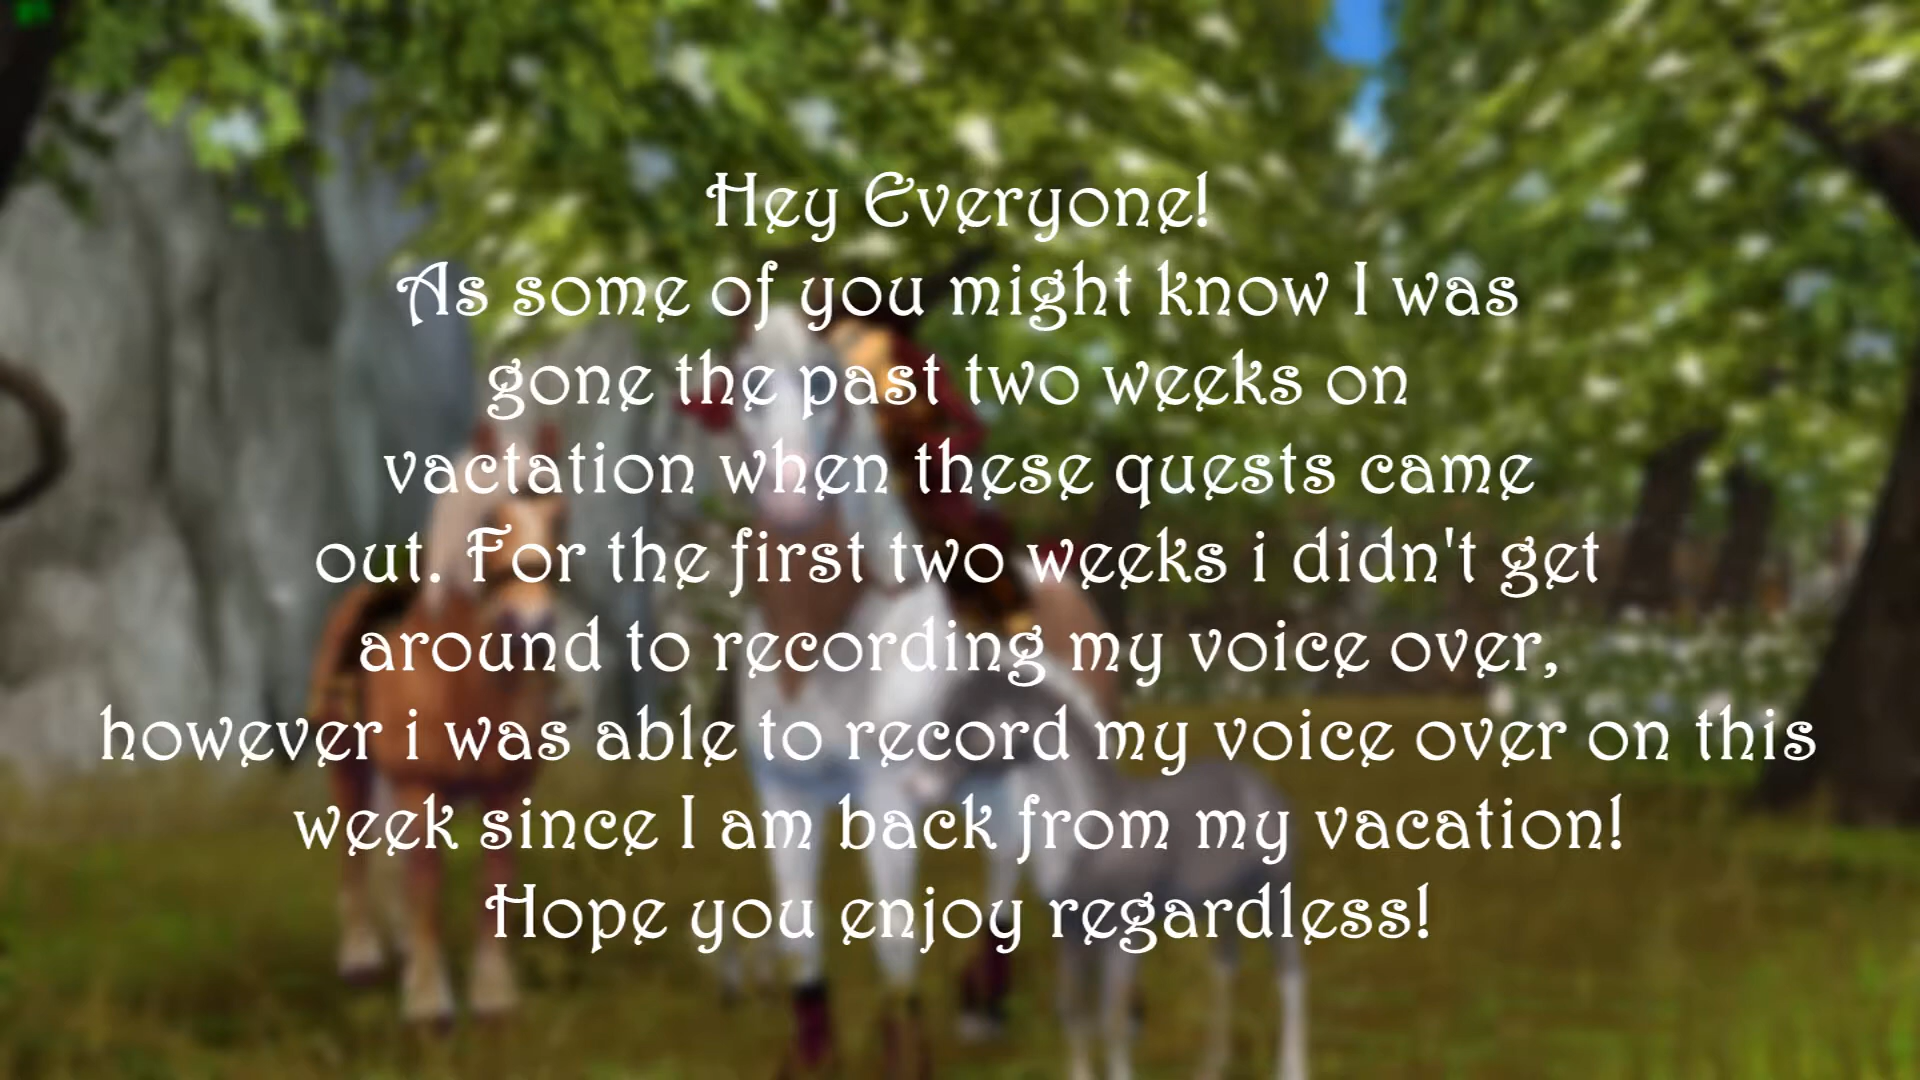 Hey Everyone!
As some of you might know I was
gone the past two weeks on
vactation when these quests came
out. For the first two weeks i didn't get
around to recording my voice over,
however i was able to record my voice over on this
week since I am back from my vacation!
Hope you enjoy regardless!